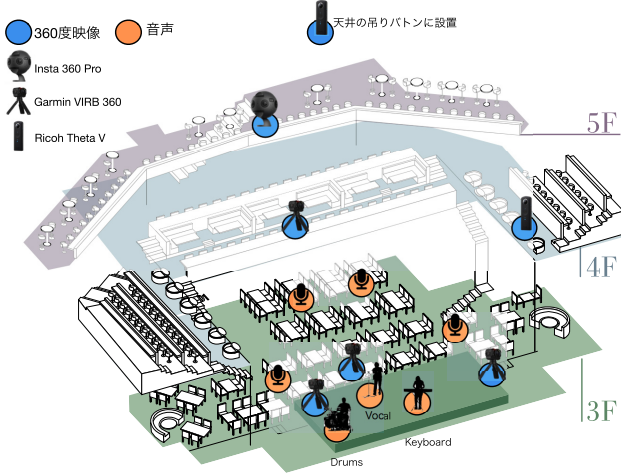 360度映像
音声
天井の吊りバトンに設置
Insta 360 Pro
Garmin VIRB 360
Ricoh Theta V
5F
4F
3F
Vocal
Keyboard
Drums